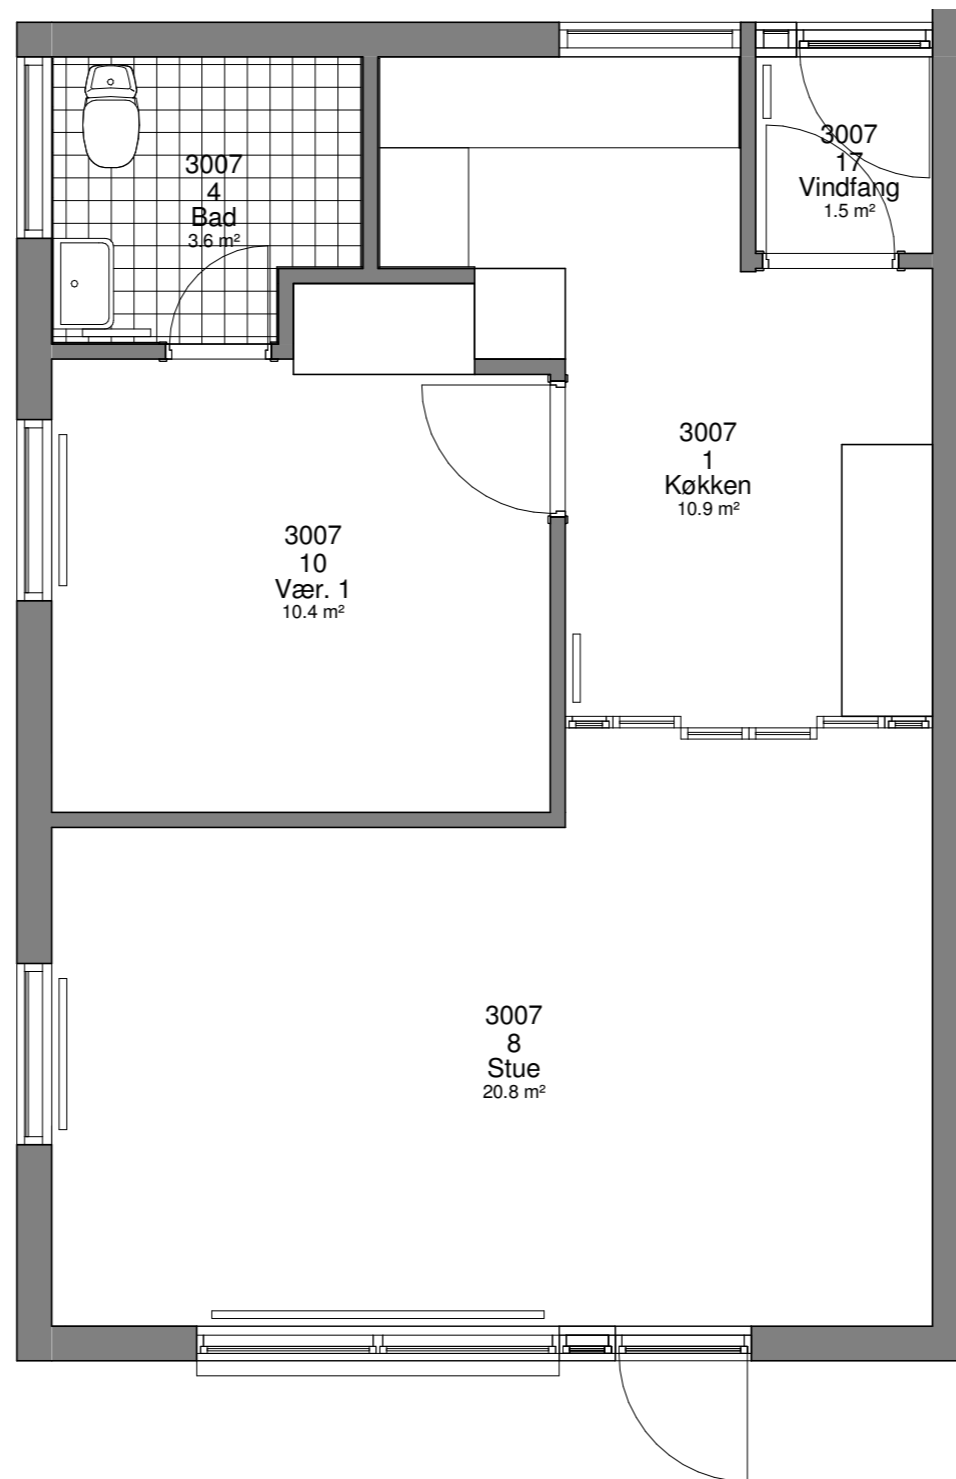 3007
17
Vindfang
1.5 m²
3007
4
Bad
3.6 m²
3007
1
Køkken
10.9 m²
3007
10
Vær. 1
10.4 m²
3007
8
Stue
20.8 m²